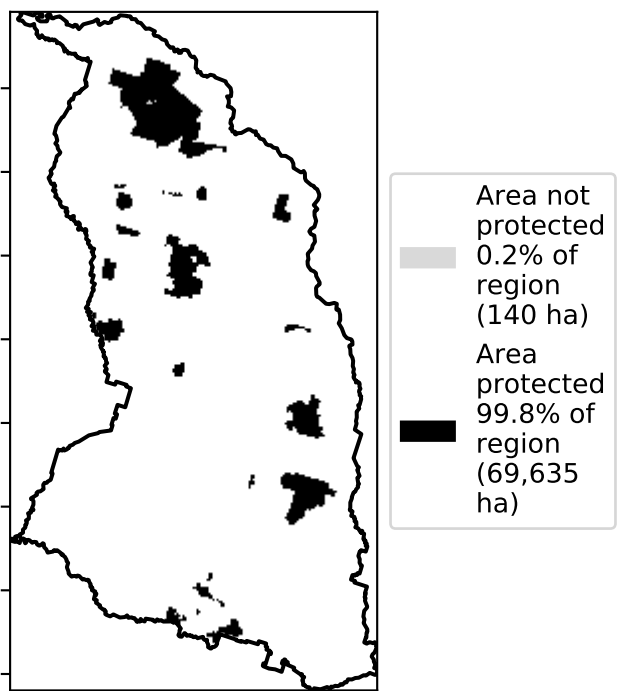 Area not
protected
0.2% of
region
(140 ha)
Area
protected
99.8% of
region
(69,635
ha)